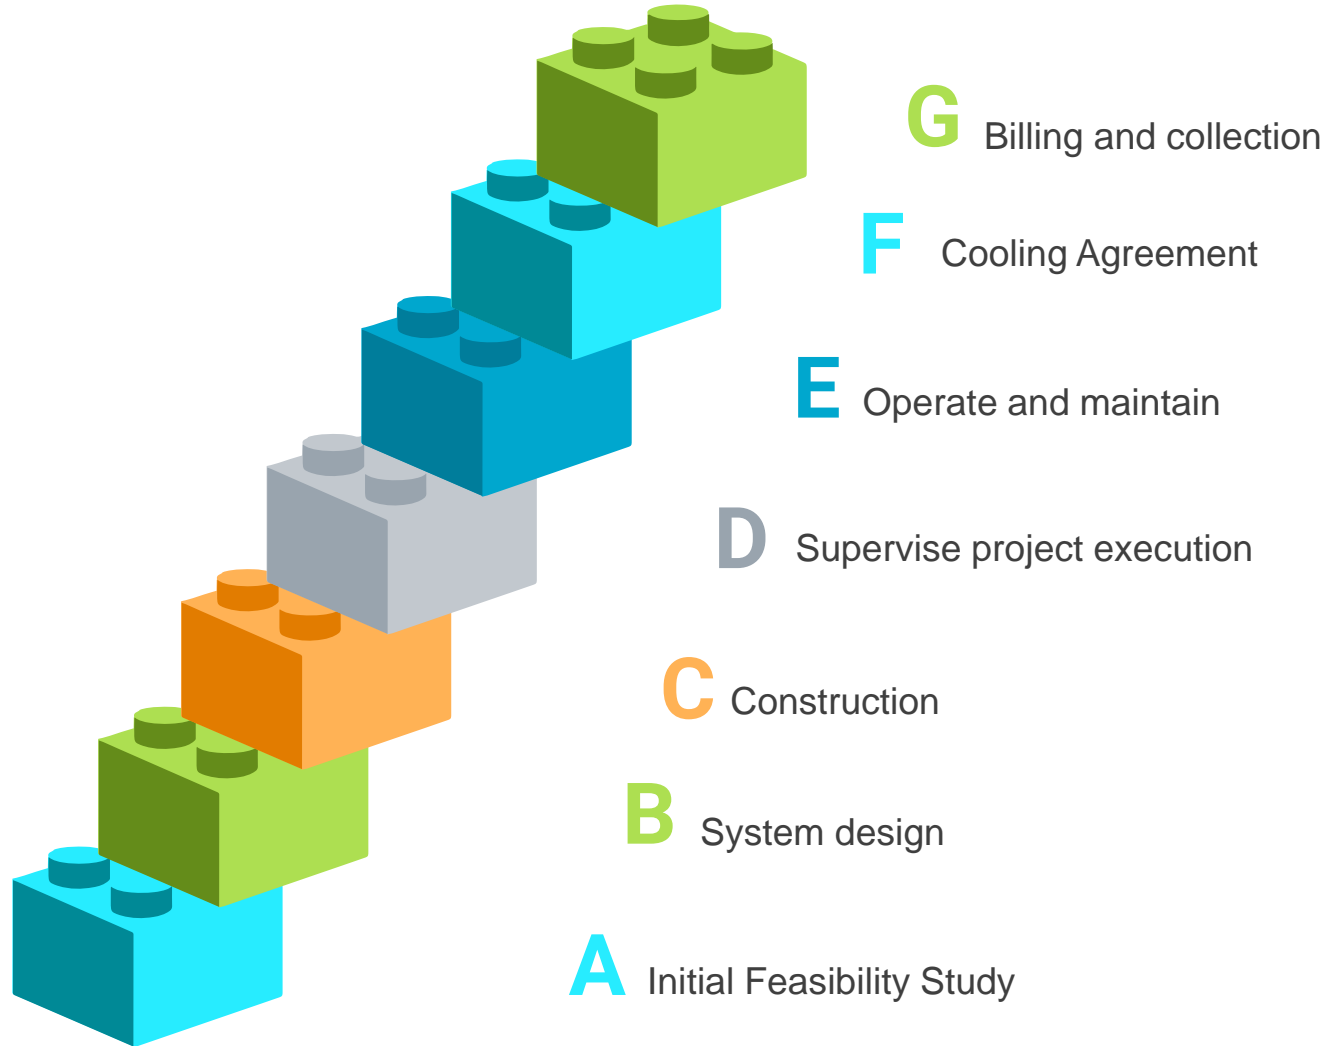 G Billing and collection
F Cooling Agreement
E Operate and maintain
D Supervise project execution
C Construction
B System design
A Initial Feasibility Study